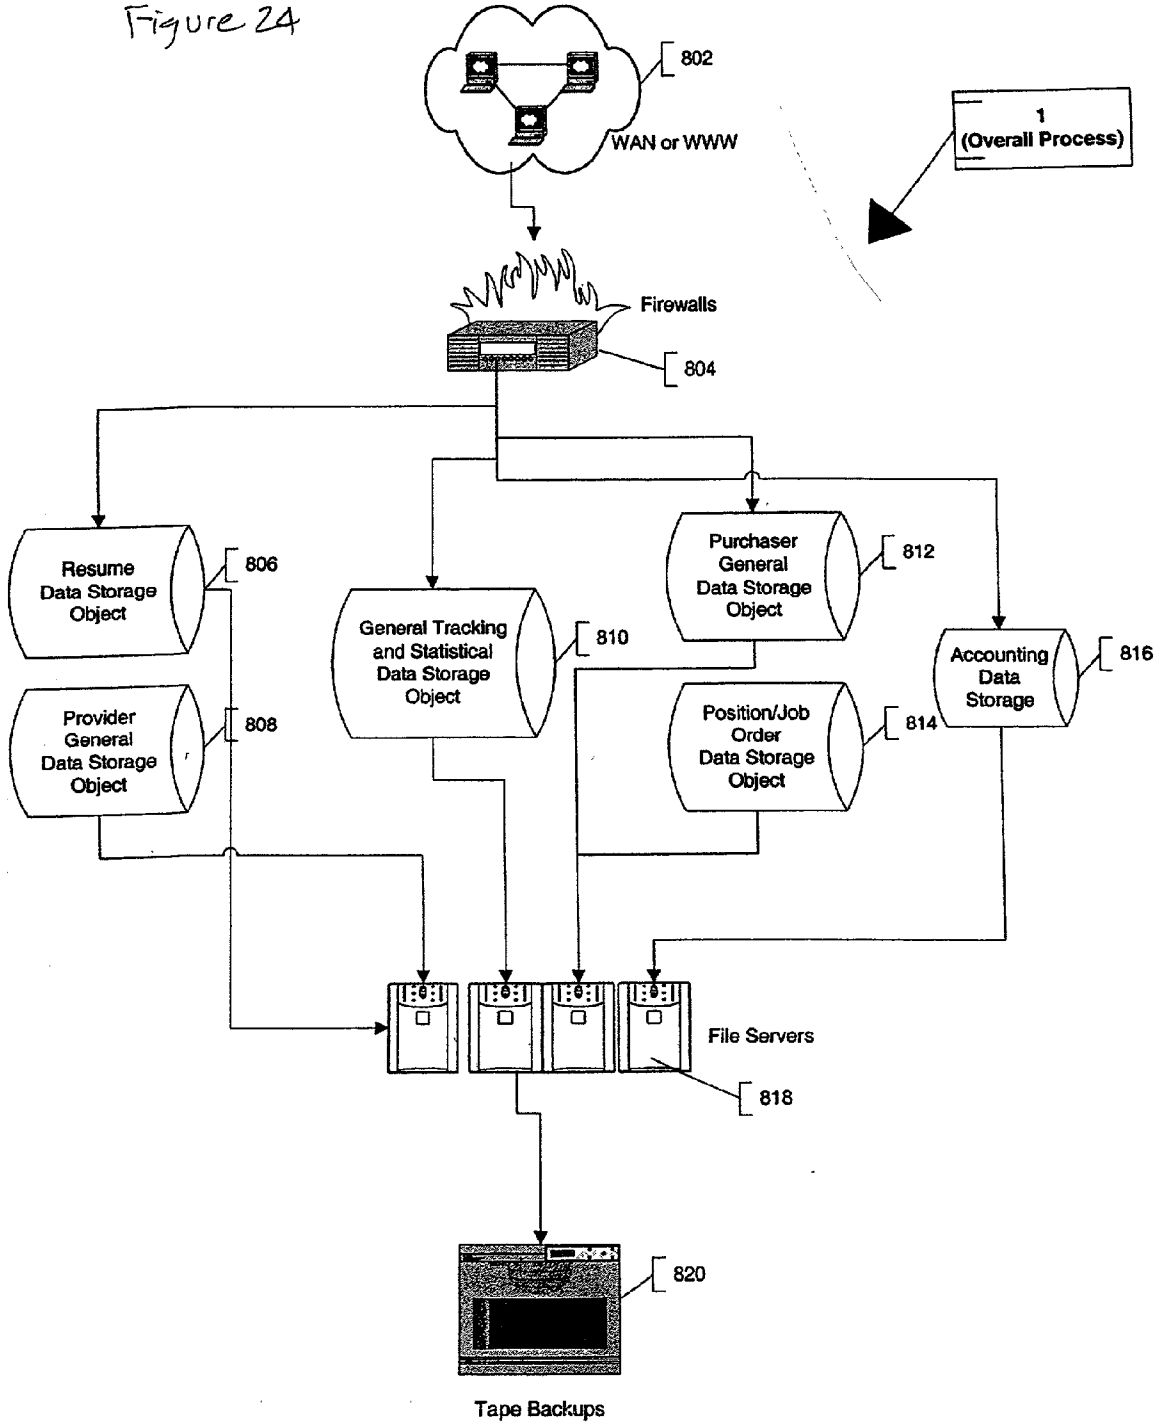 Figure 24
802
WAN or WWW
1
(Overall Process)
Firewalls
804
Resume
Data Storage
Object
806
Provider
General
Data Storage
Object
808
General Tracking
and Statistical
Data Storage
Object
810
Purchaser
General
Data Storage
Object
812
Position/Job
Order
Data Storage
Object
814
Accounting
Data
Storage
816
File Servers
818
820
Tape Backups